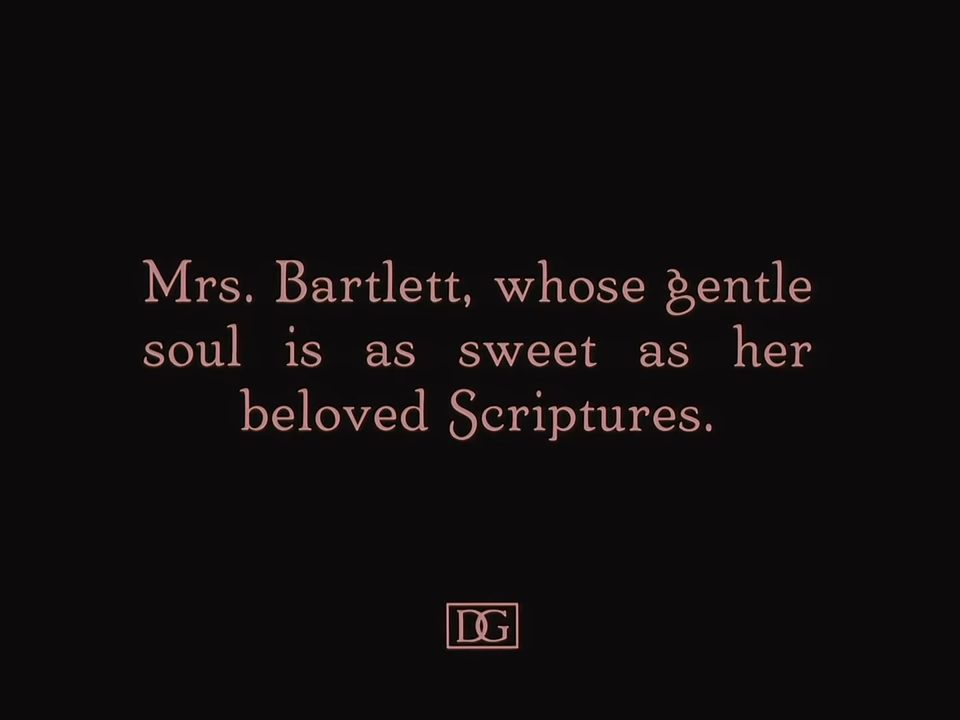 Mrs. Bartlett, whose gentle
soul is as sweet as her
beloved Scriptures.
DG